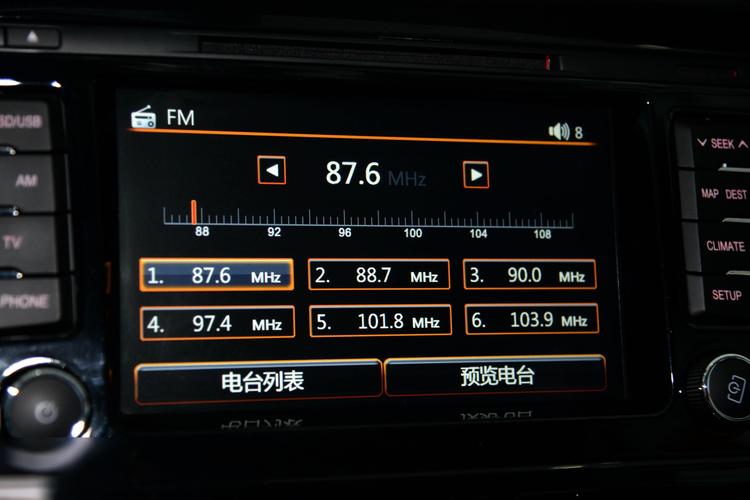 SD/USB
AM
TV
PHONE
FM
8
87.6 MHz
88 92 96 100 104 108
1. 87.6 MHz
2. 88.7 MHz
3. 90.0 MHz
4. 97.4 MHz
5. 101.8 MHz
6. 103.9 MHz
电台列表
预览电台
SEEK
MAP DEST
CLIMATE
SETUP